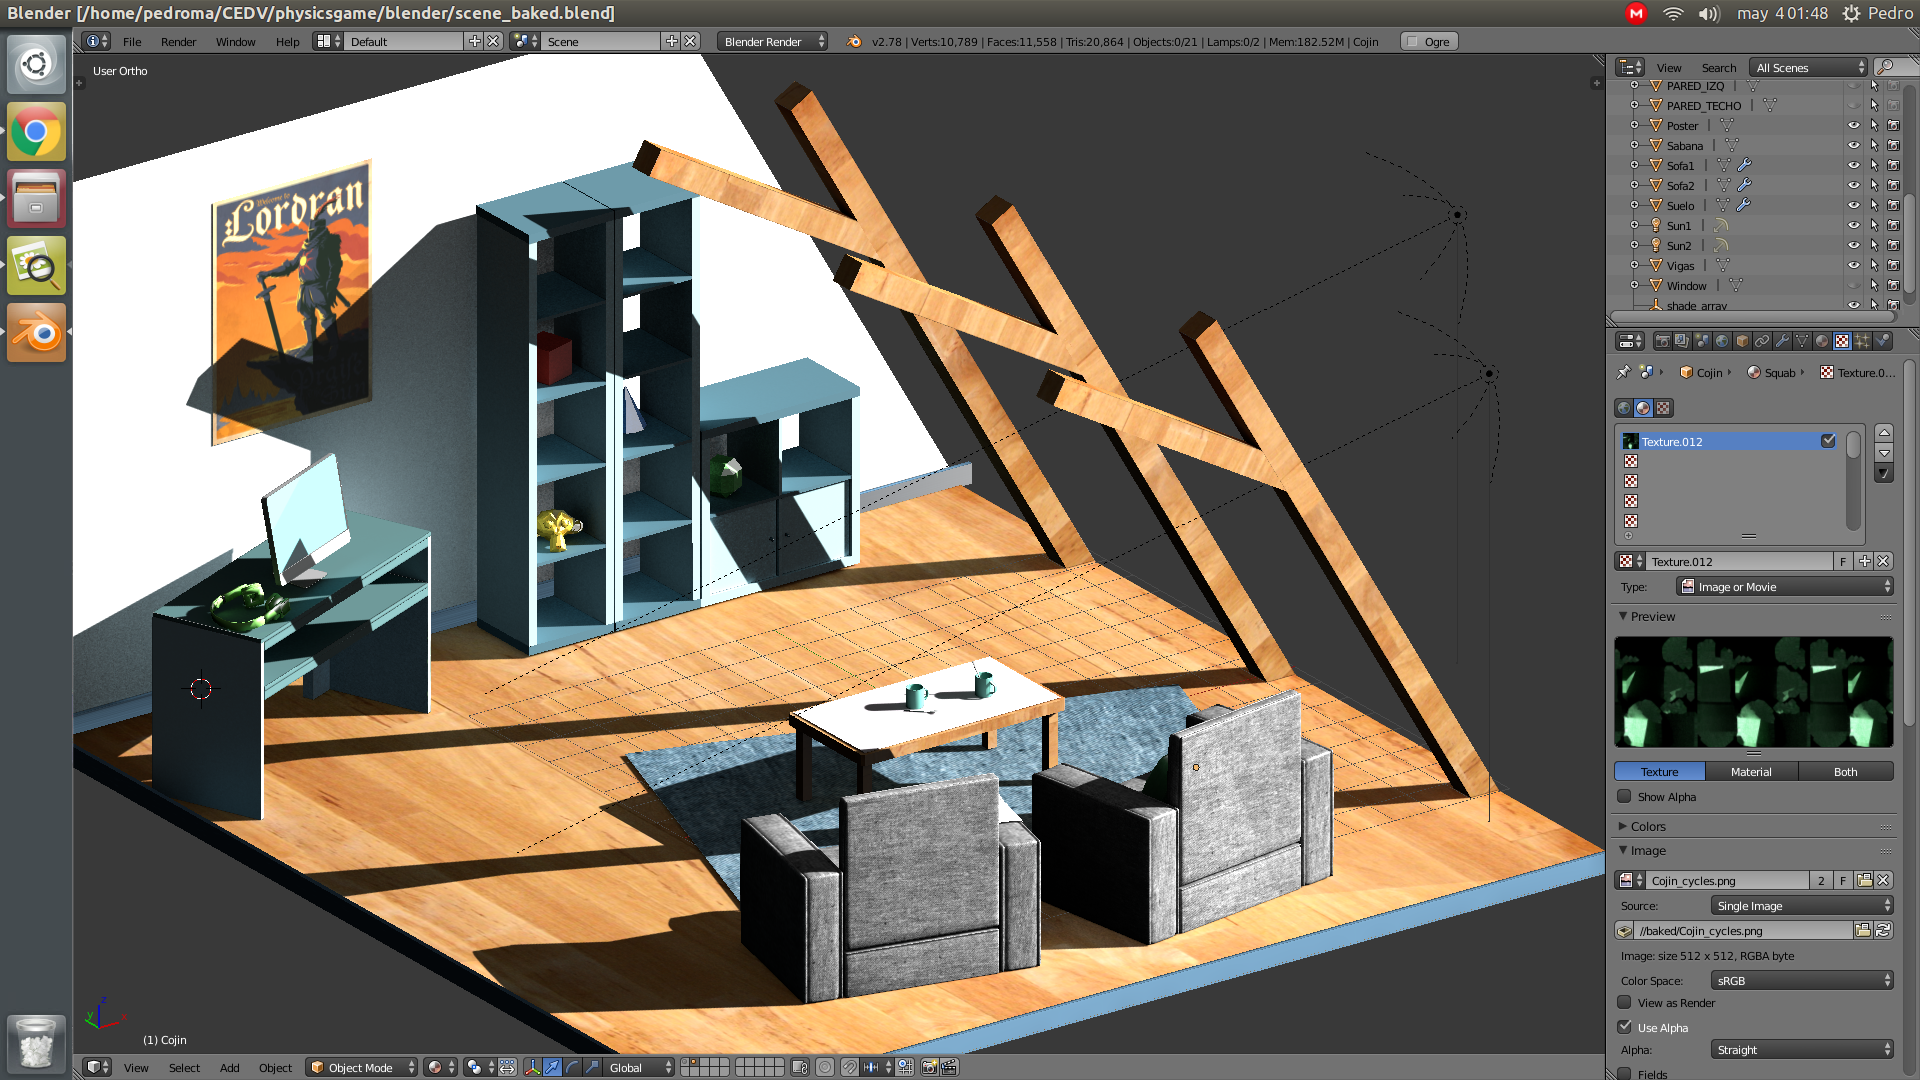 Blender [/home/pedroma/CEDV/physicsgame/blender/scene_baked.blend]
may 4 01:48 Pedro
File Render Window Help Default Scene Blender Render v2.78 | Verts:10,789 | Faces:11,558 | Tris:20,864 | Objects:0/21 | Lamps:0/2 | Mem:182.52M | Cojin Ogre
User Ortho
View Search All Scenes
PARED_IZQ
PARED_TECHO
Poster
Sabana
Sofa1
Sofa2
Suelo
Sun1
Sun2
Vigas
Window
shade_array
Welcome to
Lordran
Cojin Squab Texture.0...
Texture.012
Texture.012 F
Type: Image or Movie
Preview
Texture Material Both
Show Alpha
Colors
Image
Cojin_cycles.png 2 F
Source: Single Image
//baked/Cojin_cycles.png
Image: size 512 x 512, RGBA byte
Color Space: sRGB
View as Render
Use Alpha
Alpha: Straight
Fields
z
y
x
(1) Cojin
View Select Add Object Object Mode Global